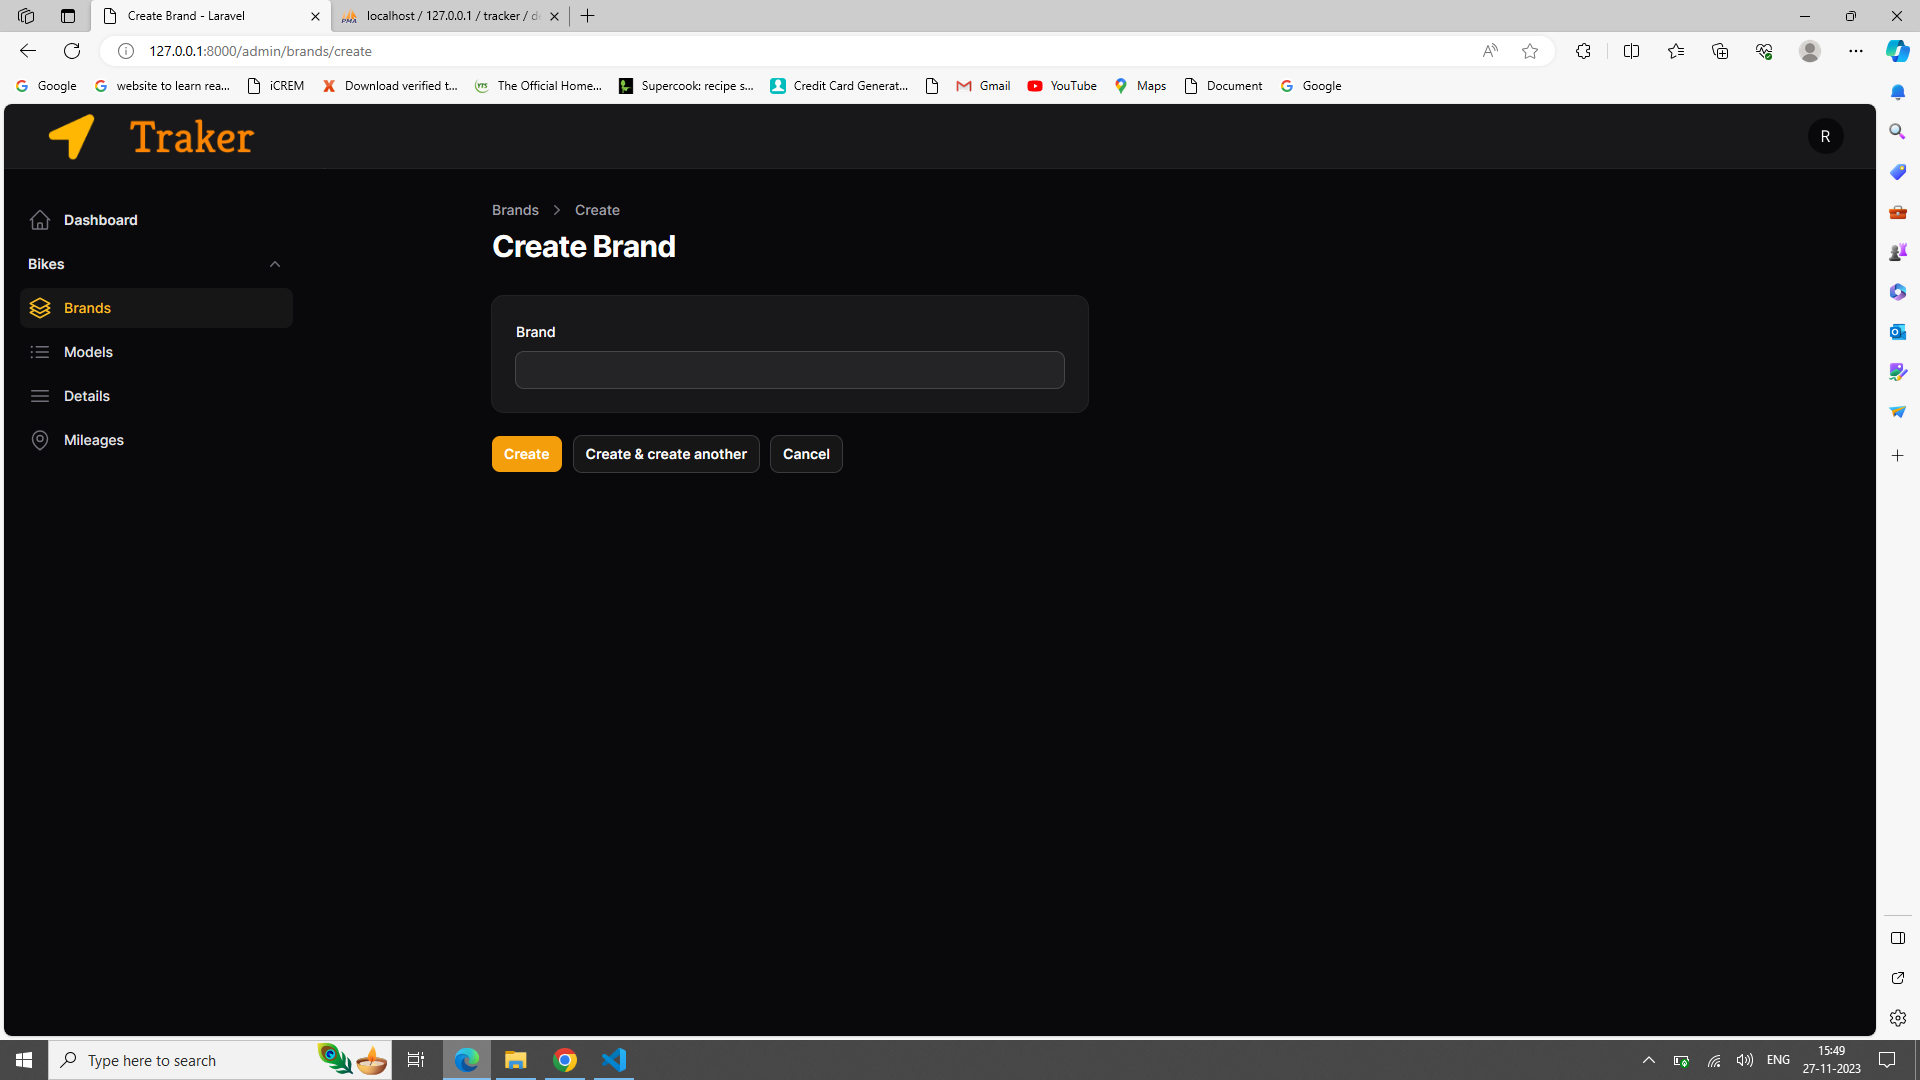 Create Brand - Laravel
localhost / 127.0.0.1 / tracker / d
127.0.0.1:8000/admin/brands/create
Google
website to learn rea...
iCREM
Download verified t...
The Official Home...
Supercook: recipe s...
Credit Card Generat...
Gmail
YouTube
Maps
Document
Google
Traker
R
Dashboard
Bikes
Brands
Models
Details
Mileages
Brands > Create
Create Brand
Brand
Create
Create & create another
Cancel
Type here to search
ENG
15:49
27-11-2023